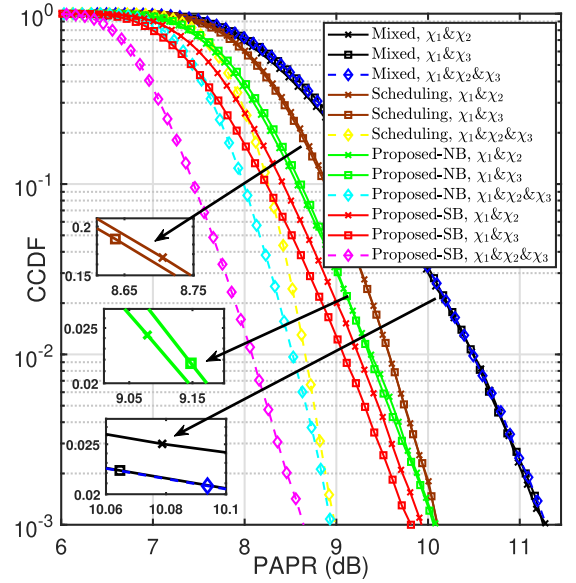 10^0
10^-1
10^-2
10^-3
CCDF
6
7
8
9
10
11
PAPR (dB)
Mixed, χ1&χ2
Mixed, χ1&χ3
Mixed, χ1&χ2&χ3
Scheduling, χ1&χ2
Scheduling, χ1&χ3
Scheduling, χ1&χ2&χ3
Proposed-NB, χ1&χ2
Proposed-NB, χ1&χ3
Proposed-NB, χ1&χ2&χ3
Proposed-SB, χ1&χ2
Proposed-SB, χ1&χ3
Proposed-SB, χ1&χ2&χ3
0.2
0.15
8.65
8.75
0.025
0.02
9.05
9.15
0.025
0.02
10.06
10.08
10.1